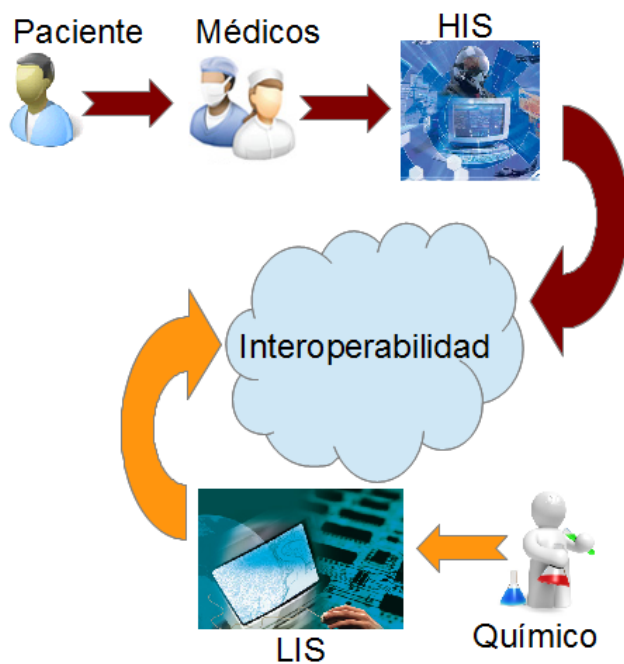 Paciente
Médicos
HIS
Interoperabilidad
LIS
Químico